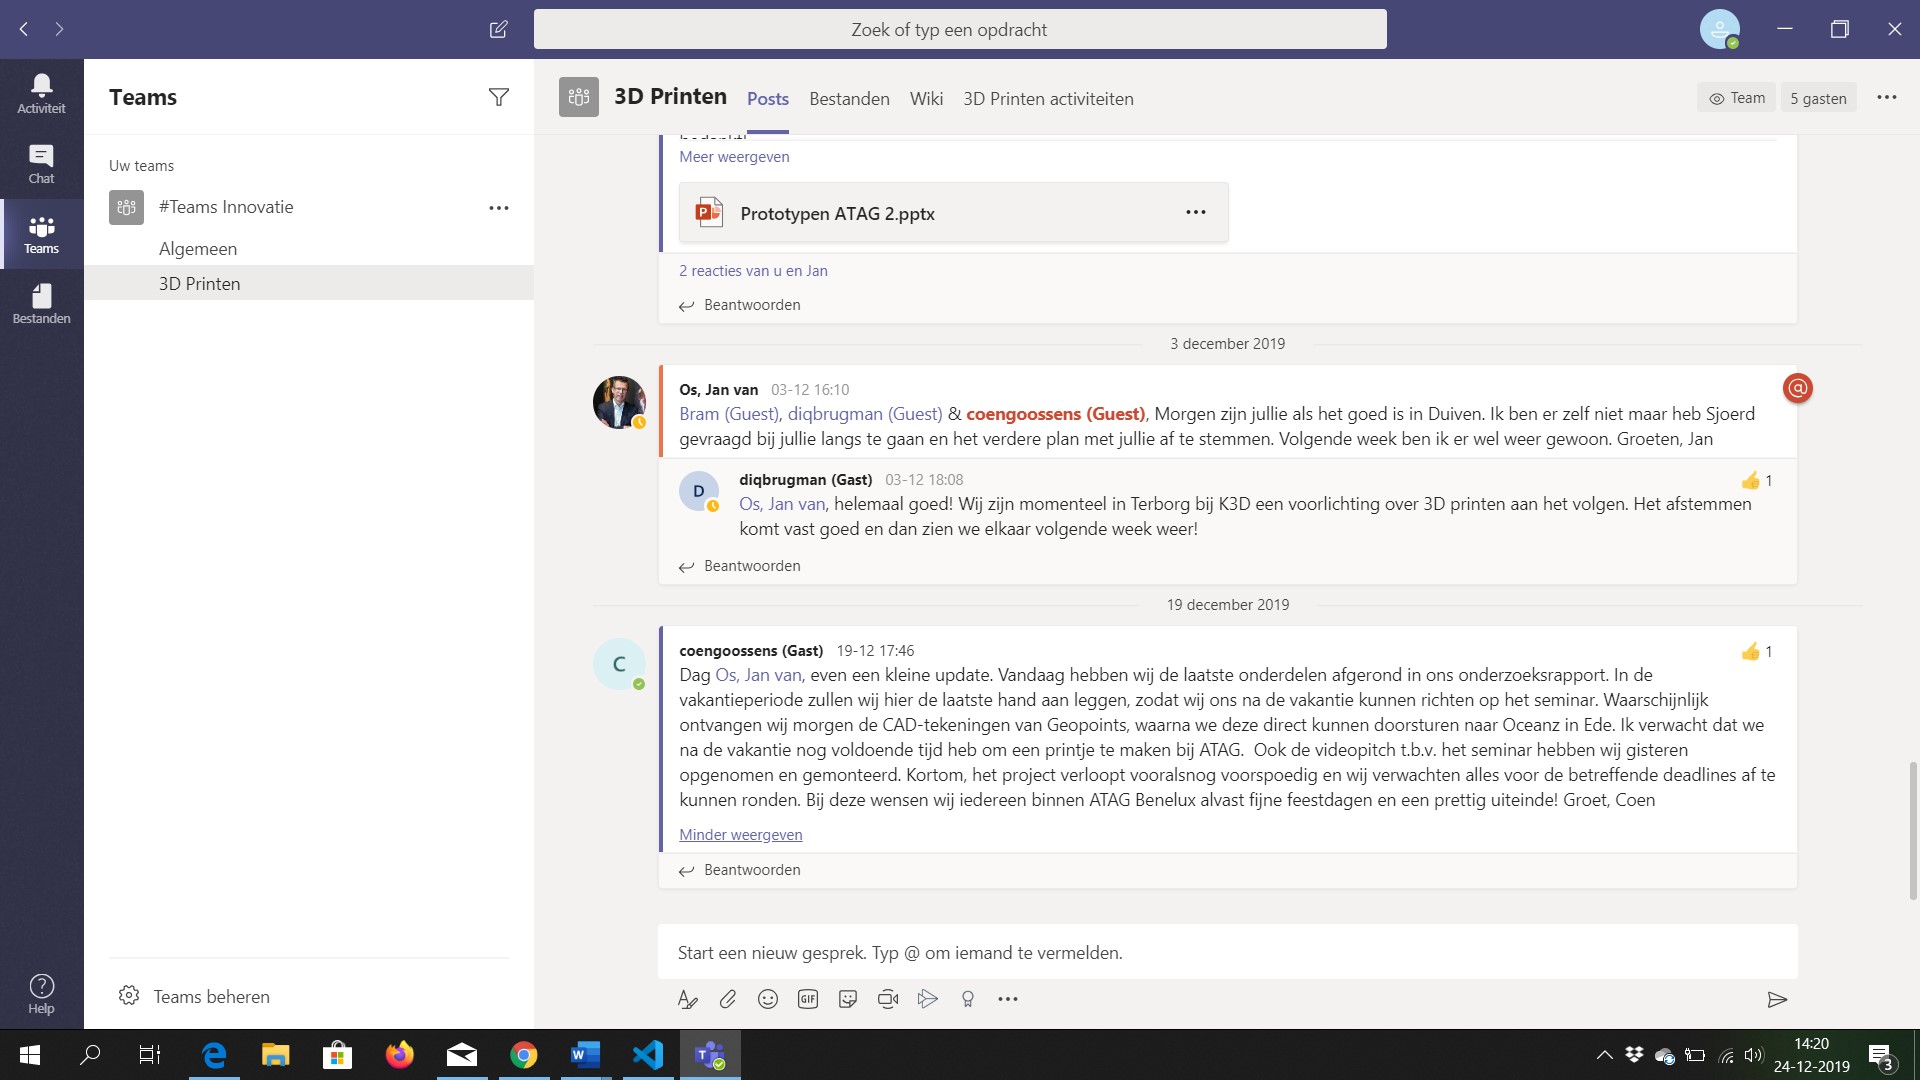 Zoek of typ een opdracht
Activiteit
Chat
Teams
Bestanden
Help
Teams
Uw teams
#Teams Innovatie
Algemeen
3D Printen
Teams beheren
3D Printen
Posts
Bestanden
Wiki
3D Printen activiteiten
Team
5 gasten
Meer weergeven
Prototypen ATAG 2.pptx
2 reacties van u en Jan
Beantwoorden
3 december 2019
Os, Jan van 03-12 16:10
Bram (Guest), diqbrugman (Guest) & coengoossens (Guest), Morgen zijn jullie als het goed is in Duiven. Ik ben er zelf niet maar heb Sjoerd
gevraagd bij jullie langs te gaan en het verdere plan met jullie af te stemmen. Volgende week ben ik er wel weer gewoon. Groeten, Jan
D
diqbrugman (Gast) 03-12 18:08
1
Os, Jan van, helemaal goed! Wij zijn momenteel in Terborg bij K3D een voorlichting over 3D printen aan het volgen. Het afstemmen
komt vast goed en dan zien we elkaar volgende week weer!
Beantwoorden
19 december 2019
C
coengoossens (Gast) 19-12 17:46
1
Dag Os, Jan van, even een kleine update. Vandaag hebben wij de laatste onderdelen afgerond in ons onderzoeksrapport. In de
vakantieperiode zullen wij hier de laatste hand aan leggen, zodat wij ons na de vakantie kunnen richten op het seminar. Waarschijnlijk
ontvangen wij morgen de CAD-tekeningen van Geopoints, waarna we deze direct kunnen doorsturen naar Oceanz in Ede. Ik verwacht dat we
na de vakantie nog voldoende tijd heb om een printje te maken bij ATAG.  Ook de videopitch t.b.v. het seminar hebben wij gisteren
opgenomen en gemonteerd. Kortom, het project verloopt vooralsnog voorspoedig en wij verwachten alles voor de betreffende deadlines af te
kunnen ronden. Bij deze wensen wij iedereen binnen ATAG Benelux alvast fijne feestdagen en een prettig uiteinde! Groet, Coen
Minder weergeven
Beantwoorden
Start een nieuw gesprek. Typ @ om iemand te vermelden.
GIF
14:20
24-12-2019
3